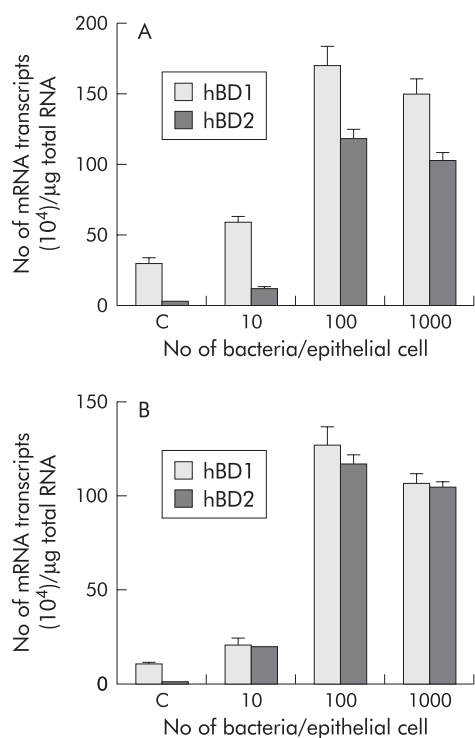 A
200
150
100
50
0
No of mRNA transcripts
(10⁴)/μg total RNA
hBD1
hBD2
C 10 100 1000
No of bacteria/epithelial cell
B
150
100
50
0
No of mRNA transcripts
(10⁴)/μg total RNA
hBD1
hBD2
C 10 100 1000
No of bacteria/epithelial cell